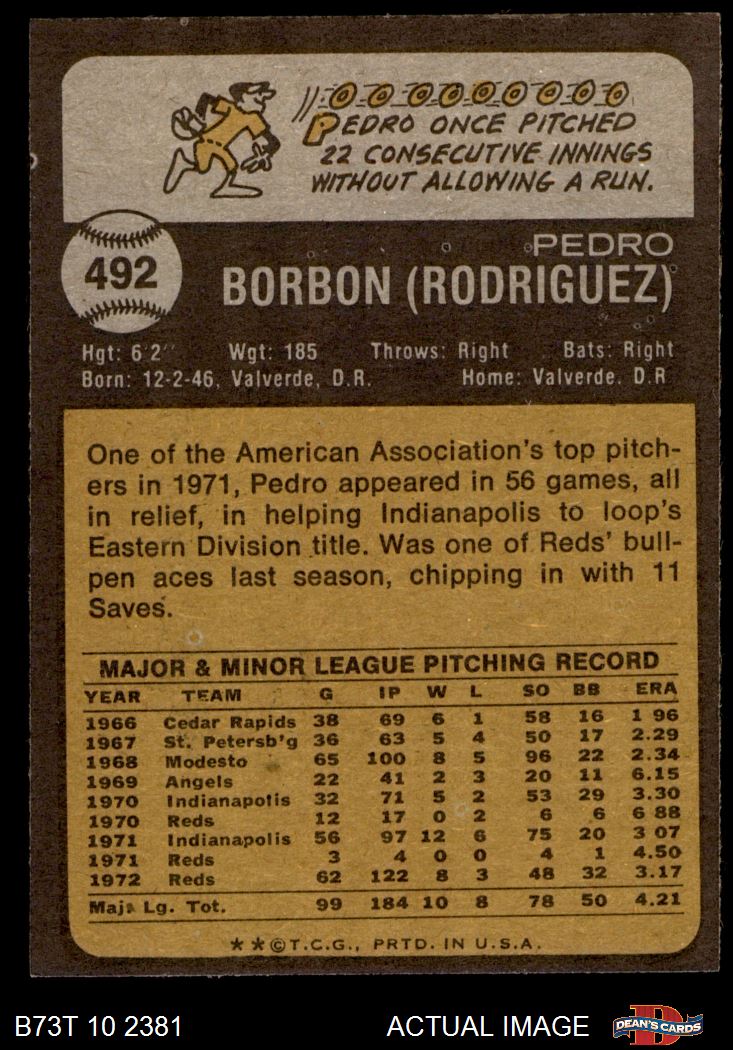 0 0 0 0 0 0 0 0 0
PEDRO ONCE PITCHED
22 CONSECUTIVE INNINGS
WITHOUT ALLOWING A RUN.
492
PEDRO
BORBON (RODRIGUEZ)
Hgt: 6'2" Wgt: 185 Throws: Right Bats: Right
Born: 12-2-46, Valverde, D.R. Home: Valverde. D.R
One of the American Association's top pitch-
ers in 1971, Pedro appeared in 56 games, all
in relief, in helping Indianapolis to loop's
Eastern Division title. Was one of Reds' bull-
pen aces last season, chipping in with 11
Saves.
MAJOR & MINOR LEAGUE PITCHING RECORD
YEAR TEAM G IP W L SO BB ERA
1966 Cedar Rapids 38 69 6 1 58 16 1 96
1967 St. Petersb'g 36 63 5 4 50 17 2.29
1968 Modesto 65 100 8 5 96 22 2.34
1969 Angels 22 41 2 3 20 11 6.15
1970 Indianapolis 32 71 5 2 53 29 3.30
1970 Reds 12 17 0 2 6 6 6 88
1971 Indianapolis 56 97 12 6 75 20 3 07
1971 Reds 3 4 0 0 4 1 4.50
1972 Reds 62 122 8 3 48 32 3.17
Maj. Lg. Tot. 99 184 10 8 78 50 4.21
**©T.C.G., PRTD. IN U.S.A.
B73T 10 2381 ACTUAL IMAGE D DEAN'S CARDS